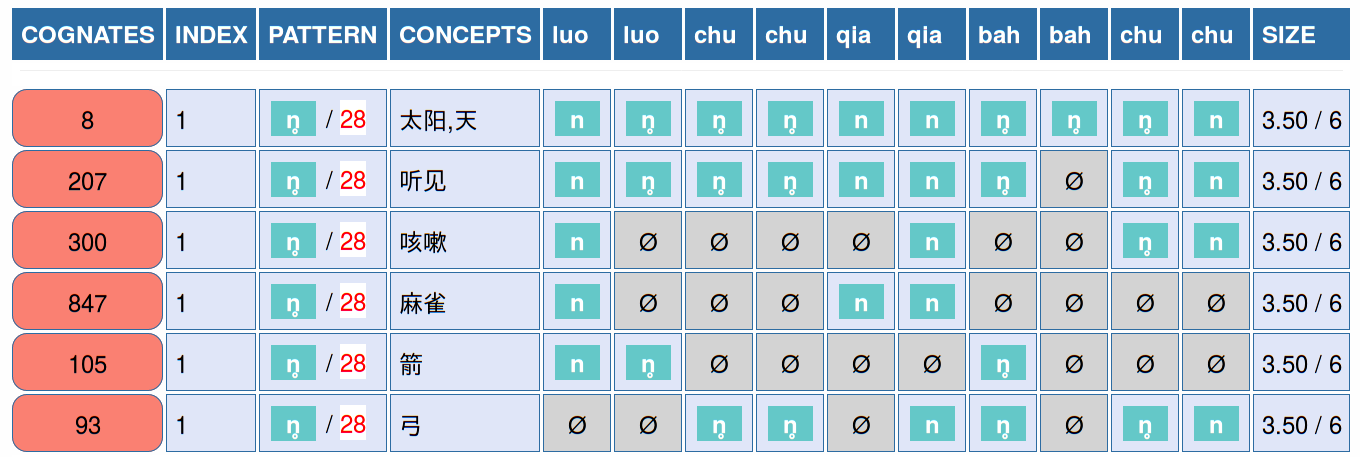 COGNATES INDEX PATTERN CONCEPTS luo luo chu chu qia qia bah bah chu chu SIZE
8 1 n̥ / 28 太阳,天 n n̥ n̥ n̥ n n n̥ n̥ n̥ n 3.50 / 6
207 1 n̥ / 28 听见 n n̥ n̥ n̥ n n n̥ Ø n̥ n 3.50 / 6
300 1 n̥ / 28 咳嗽 n Ø Ø Ø Ø n Ø Ø n̥ n 3.50 / 6
847 1 n̥ / 28 麻雀 n Ø Ø Ø n n Ø Ø Ø Ø 3.50 / 6
105 1 n̥ / 28 箭 n n̥ Ø Ø Ø Ø n̥ Ø Ø Ø 3.50 / 6
93 1 n̥ / 28 弓 Ø Ø n̥ n̥ Ø n n̥ Ø n̥ n 3.50 / 6